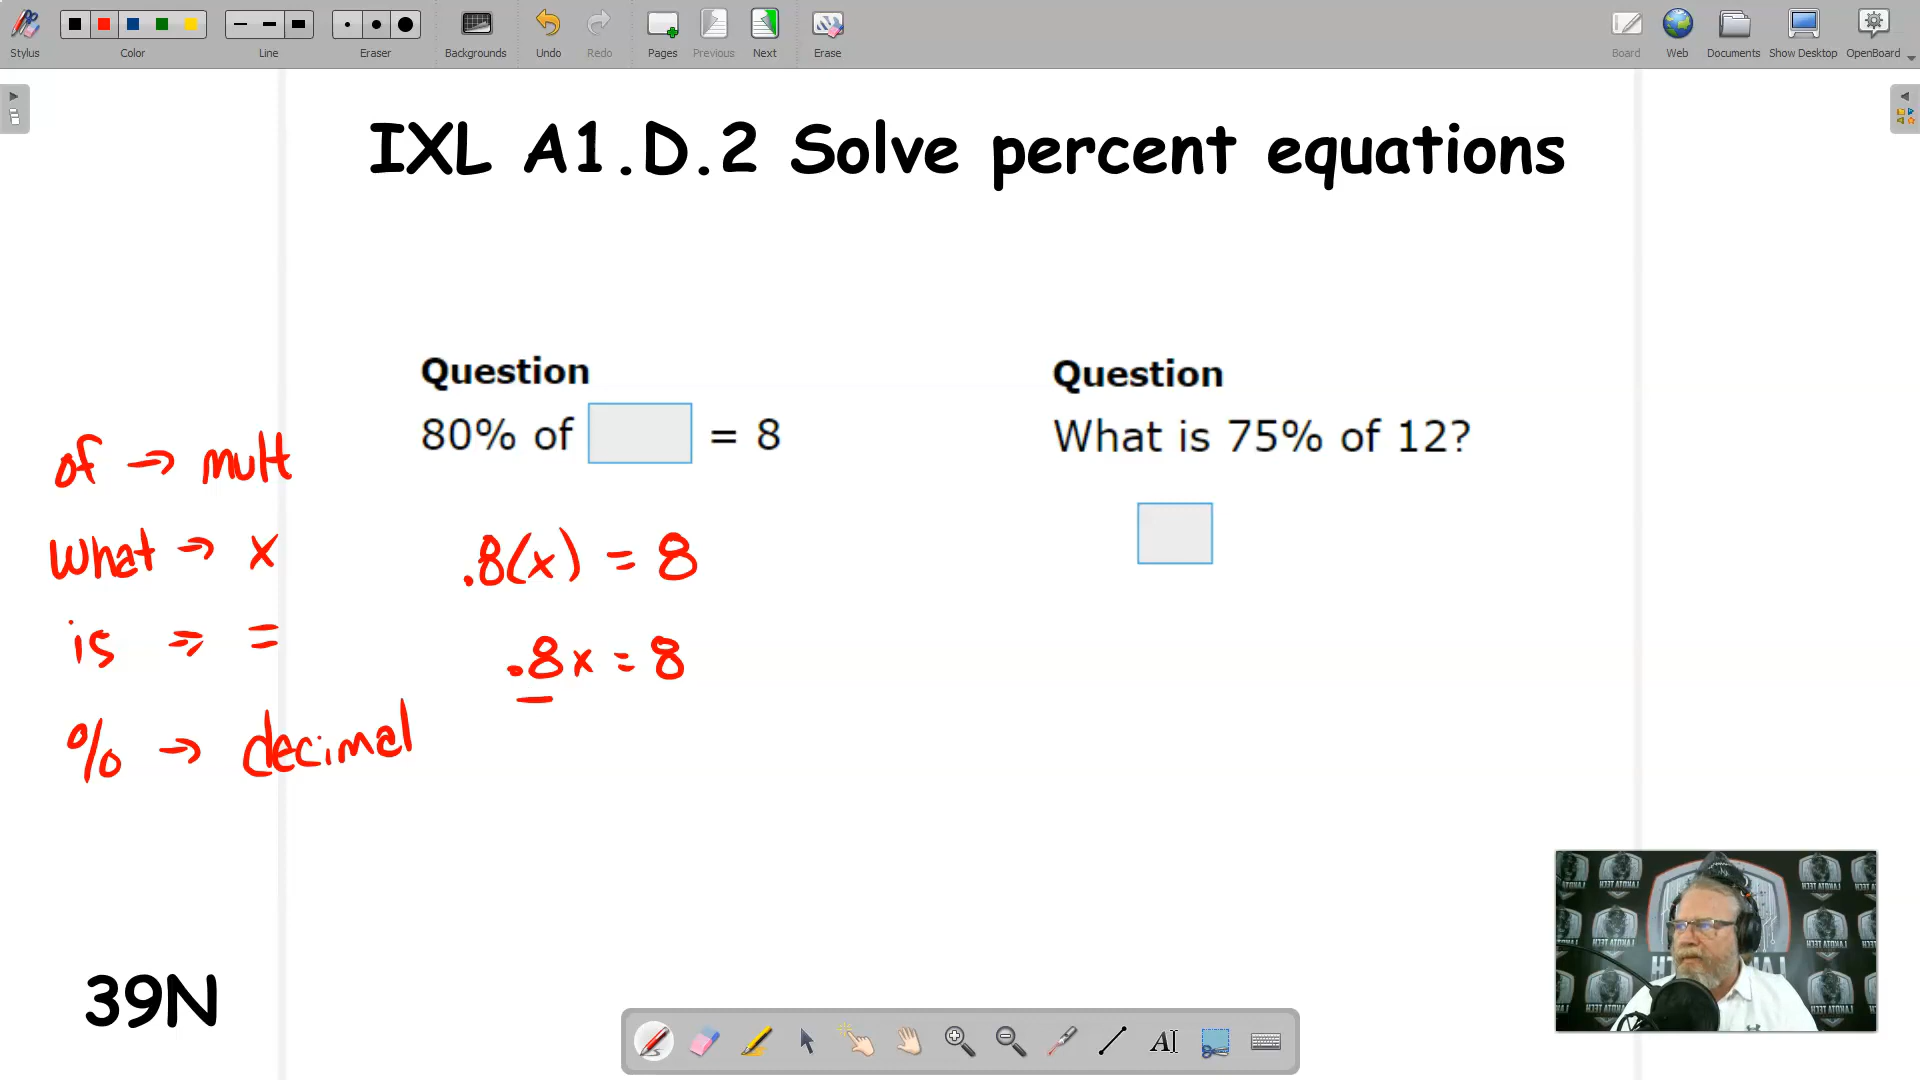 Stylus
Color
Line
Eraser
Backgrounds
Undo
Redo
Pages
Previous
Next
Erase
Board
Web
Documents
Show Desktop
OpenBoard
IXL A1.D.2 Solve percent equations
Question
80% of = 8
Question
What is 75% of 12?
of → mult
what → x
is → =
% → decimal
.8(x) = 8
.8x = 8
39N
LAKOTA TECH